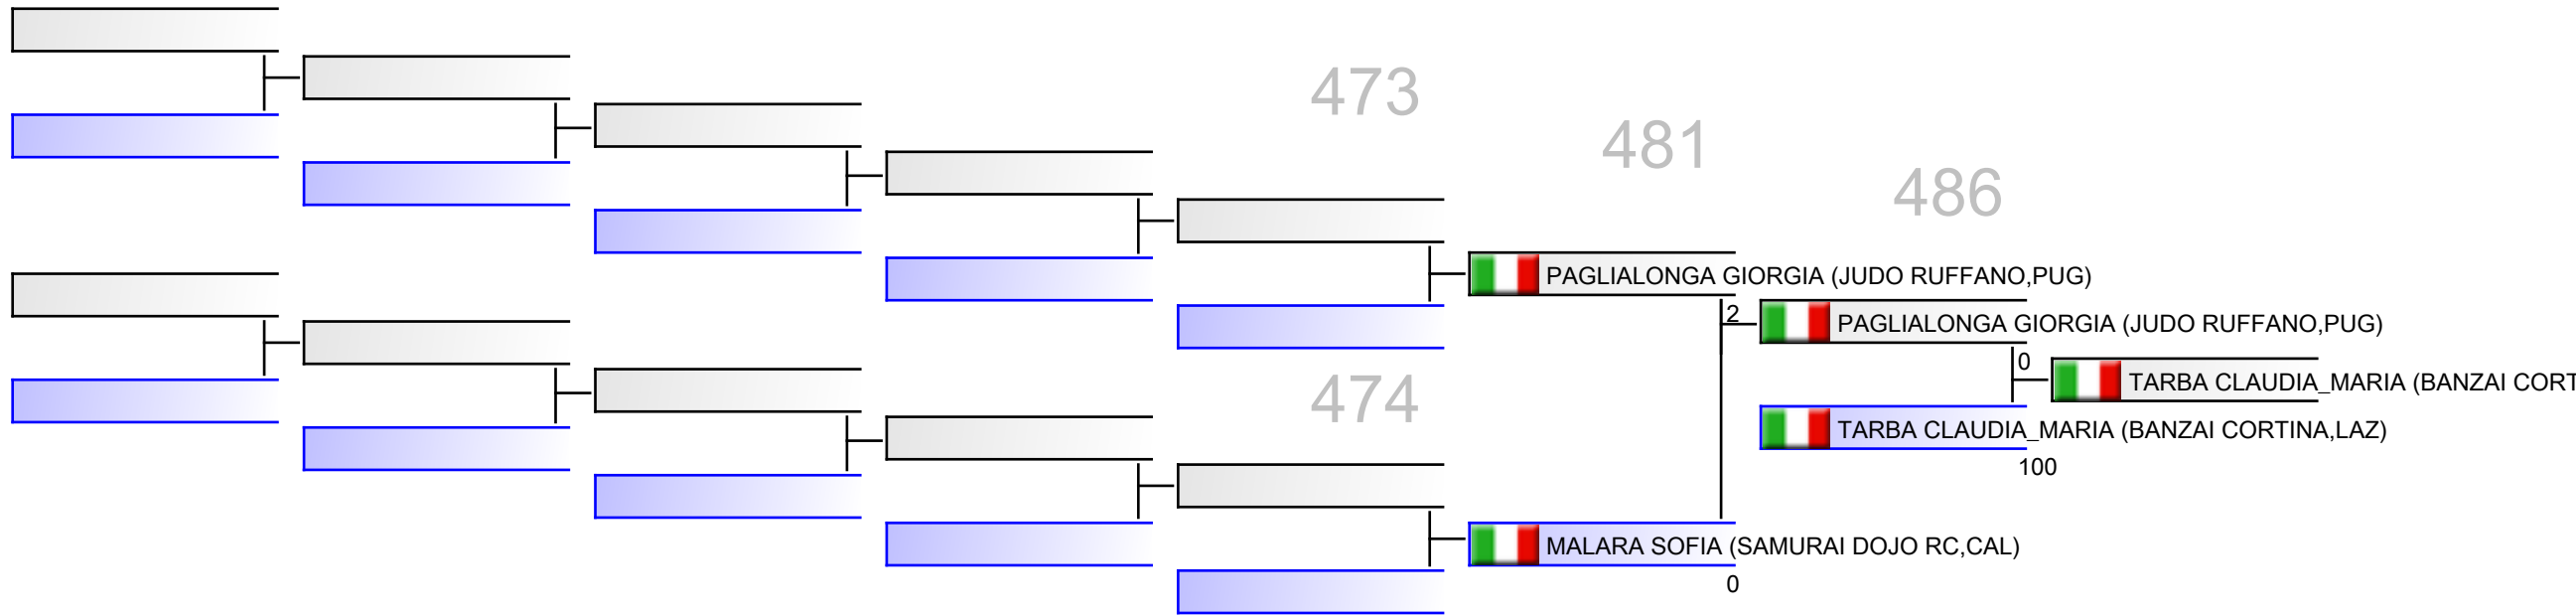 473
481
486
PAGLIALONGA GIORGIA (JUDO RUFFANO,PUG)
2
PAGLIALONGA GIORGIA (JUDO RUFFANO,PUG)
0
TARBA CLAUDIA_MARIA (BANZAI CORT
474
TARBA CLAUDIA_MARIA (BANZAI CORTINA,LAZ)
100
MALARA SOFIA (SAMURAI DOJO RC,CAL)
0